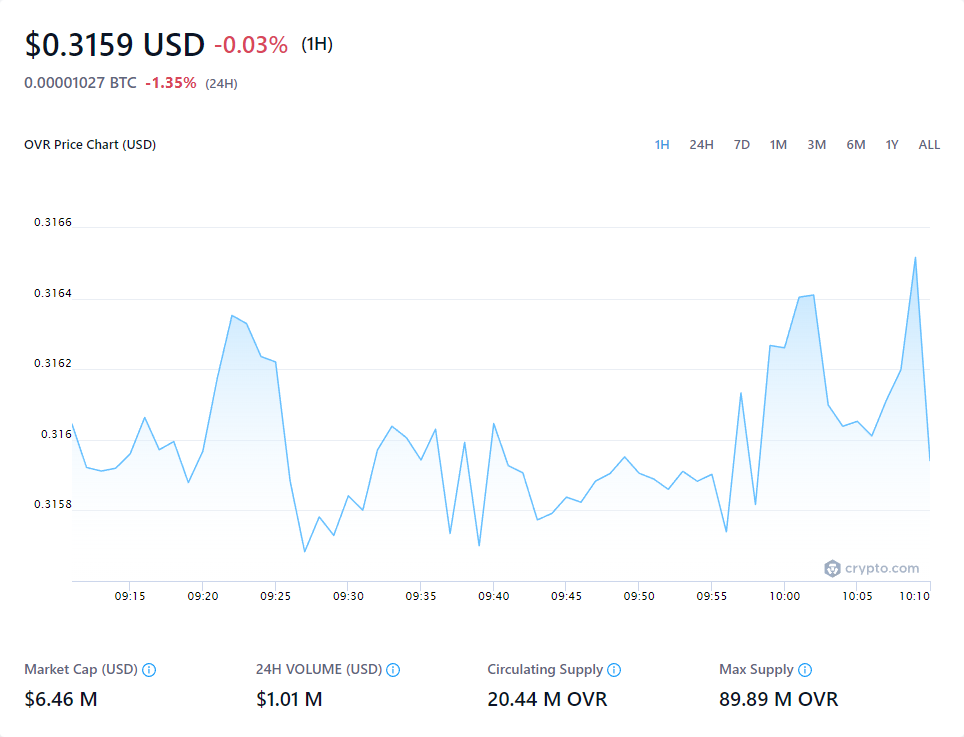 $0.3159 USD -0.03% (1H)
0.00001027 BTC -1.35% (24H)
OVR Price Chart (USD) 1H 24H 7D 1M 3M 6M 1Y ALL
0.3166
0.3164
0.3162
0.316
0.3158
crypto.com
09:15 09:20 09:25 09:30 09:35 09:40 09:45 09:50 09:55 10:00 10:05 10:10
Market Cap (USD) 24H VOLUME (USD) Circulating Supply Max Supply
$6.46 M $1.01 M 20.44 M OVR 89.89 M OVR